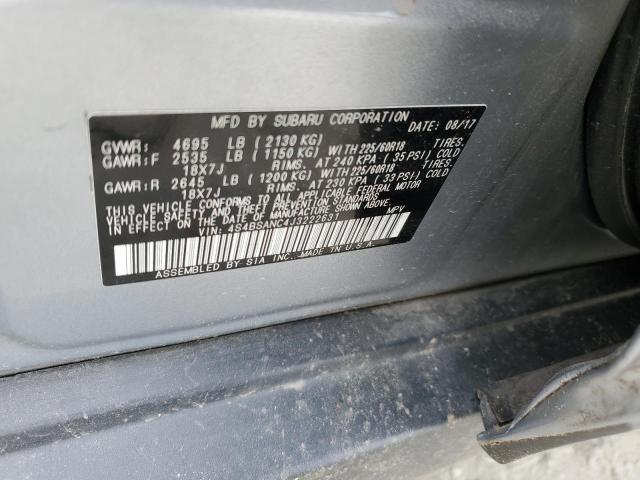 MFD BY SUBARU CORPORATION DATE: 08/17
GVWR: 4695 LB ( 2130 KG)
GAWR:F 2535 LB ( 1150 KG) WITH 225/60R18 TIRES,
18X7J RIMS, AT 240 KPA ( 35 PSI) COLD
GAWR:R 2645 LB ( 1200 KG) WITH 225/60R18 TIRES,
18X7J RIMS, AT 230 KPA ( 33 PSI) COLD
THIS VEHICLE CONFORMS TO ALL APPLICABLE FEDERAL MOTOR
VEHICLE SAFETY AND THEFT PREVENTION STANDARDS
IN EFFECT ON THE DATE OF MANUFACTURE SHOWN ABOVE.
VIN: 4S4BSANC4J3222631 MPV
ASSEMBLED BY SIA INC.-MADE IN U.S.A.